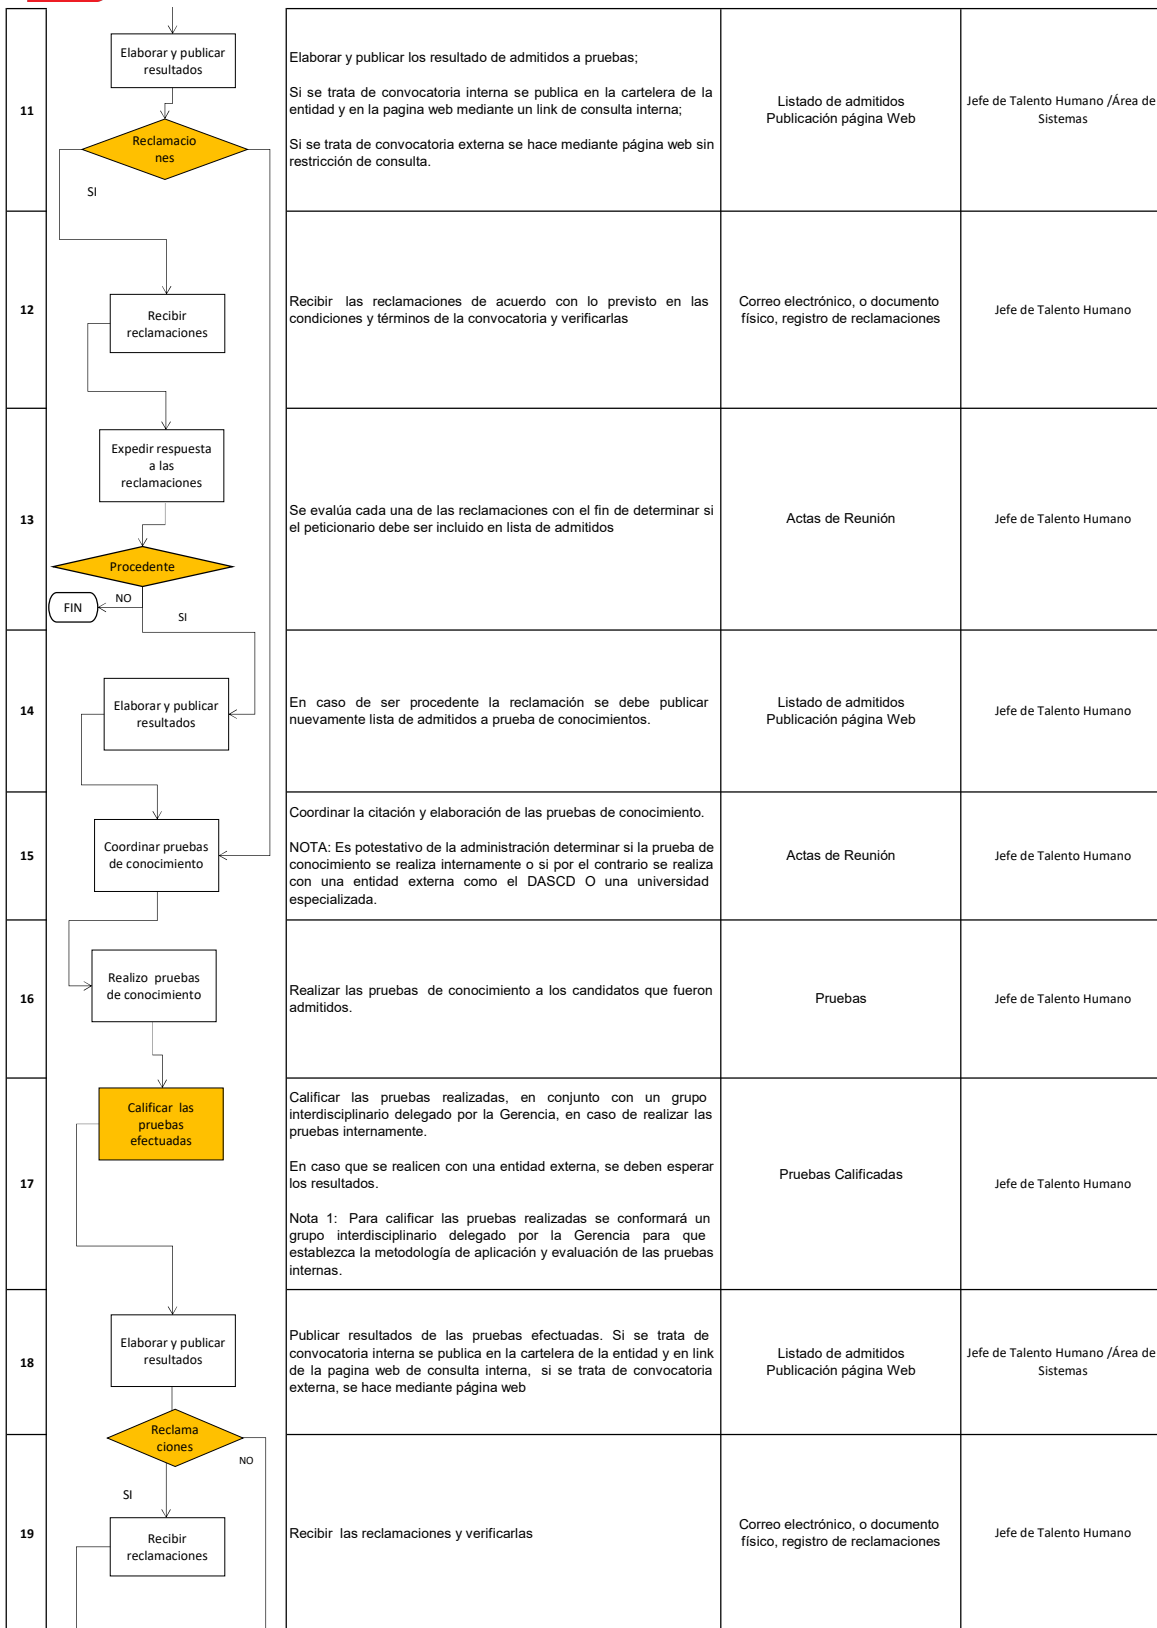 11
Elaborar y publicar
resultados
Reclamacio
nes
SI
Elaborar y publicar los resultado de admitidos a pruebas;
Si se trata de convocatoria interna se publica en la cartelera de la
entidad y en la pagina web mediante un link de consulta interna;
Si se trata de convocatoria externa se hace mediante página web sin
restricción de consulta.
Listado de admitidos
Publicación página Web
Jefe de Talento Humano /Área de
Sistemas
12
Recibir
reclamaciones
Recibir las reclamaciones de acuerdo con lo previsto en las
condiciones y términos de la convocatoria y verificarlas
Correo electrónico, o documento
físico, registro de reclamaciones
Jefe de Talento Humano
13
Expedir respuesta
a las
reclamaciones
Procedente
FIN
NO
SI
Se evalúa cada una de las reclamaciones con el fin de determinar si
el peticionario debe ser incluido en lista de admitidos
Actas de Reunión
Jefe de Talento Humano
14
Elaborar y publicar
resultados
En caso de ser procedente la reclamación se debe publicar
nuevamente lista de admitidos a prueba de conocimientos.
Listado de admitidos
Publicación página Web
Jefe de Talento Humano
15
Coordinar pruebas
de conocimiento
Coordinar la citación y elaboración de las pruebas de conocimiento.
NOTA: Es potestativo de la administración determinar si la prueba de
conocimiento se realiza internamente o si por el contrario se realiza
con una entidad externa como el DASCD O una universidad
especializada.
Actas de Reunión
Jefe de Talento Humano
16
Realizo pruebas
de conocimiento
Realizar las pruebas de conocimiento a los candidatos que fueron
admitidos.
Pruebas
Jefe de Talento Humano
17
Calificar las
pruebas
efectuadas
Calificar las pruebas realizadas, en conjunto con un grupo
interdisciplinario delegado por la Gerencia, en caso de realizar las
pruebas internamente.
En caso que se realicen con una entidad externa, se deben esperar
los resultados.
Nota 1: Para calificar las pruebas realizadas se conformará un
grupo interdisciplinario delegado por la Gerencia para que
establezca la metodología de aplicación y evaluación de las pruebas
internas.
Pruebas Calificadas
Jefe de Talento Humano
18
Elaborar y publicar
resultados
Reclama
ciones
NO
Publicar resultados de las pruebas efectuadas. Si se trata de
convocatoria interna se publica en la cartelera de la entidad y en link
de la pagina web de consulta interna, si se trata de convocatoria
externa, se hace mediante página web
Listado de admitidos
Publicación página Web
Jefe de Talento Humano /Área de
Sistemas
19
SI
Recibir
reclamaciones
Recibir las reclamaciones y verificarlas
Correo electrónico, o documento
físico, registro de reclamaciones
Jefe de Talento Humano